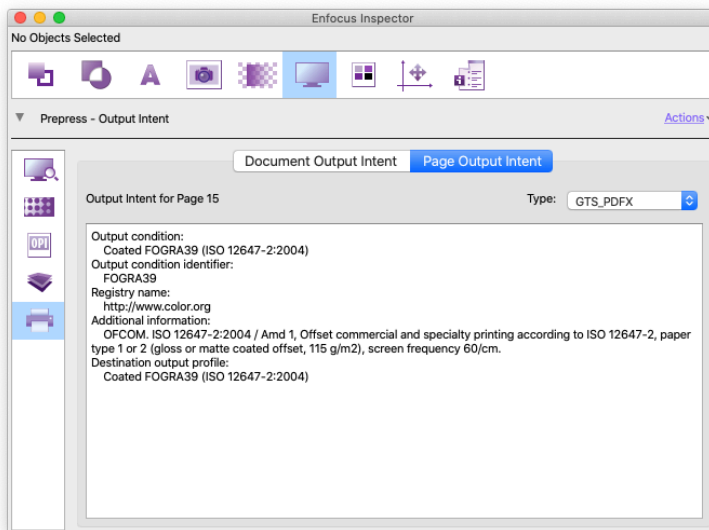 Enfocus Inspector
No Objects Selected
A
Prepress - Output Intent
Actions
Document Output Intent
Page Output Intent
Output Intent for Page 15
Type:
GTS_PDFX
OPI
Output condition:
Coated FOGRA39 (ISO 12647-2:2004)
Output condition identifier:
FOGRA39
Registry name:
http://www.color.org
Additional information:
OFCOM. ISO 12647-2:2004 / Amd 1, Offset commercial and specialty printing according to ISO 12647-2, paper
type 1 or 2 (gloss or matte coated offset, 115 g/m2), screen frequency 60/cm.
Destination output profile:
Coated FOGRA39 (ISO 12647-2:2004)